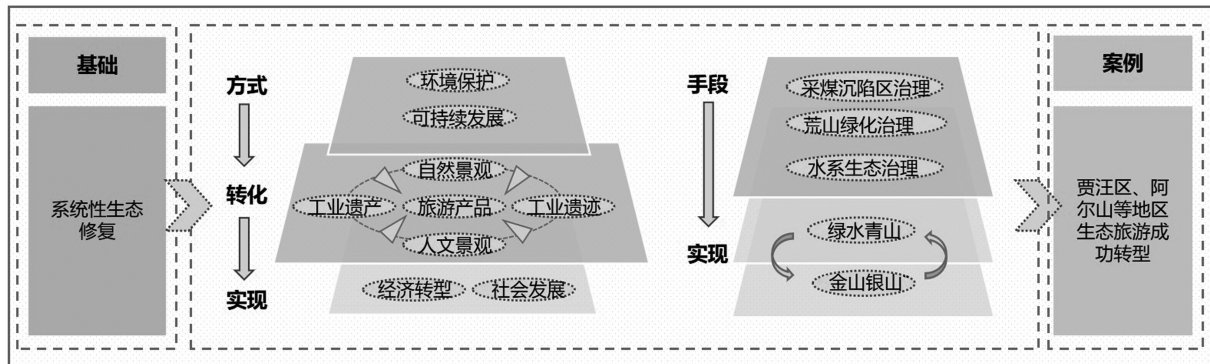 基础
系统性生态
修复
方式
转化
实现
环境保护
可持续发展
自然景观
工业遗产
旅游产品
工业遗迹
人文景观
经济转型
社会发展
手段
实现
采煤沉陷区治理
荒山绿化治理
水系生态治理
绿水青山
金山银山
案例
贾汪区、阿
尔山等地区
生态旅游成
功转型